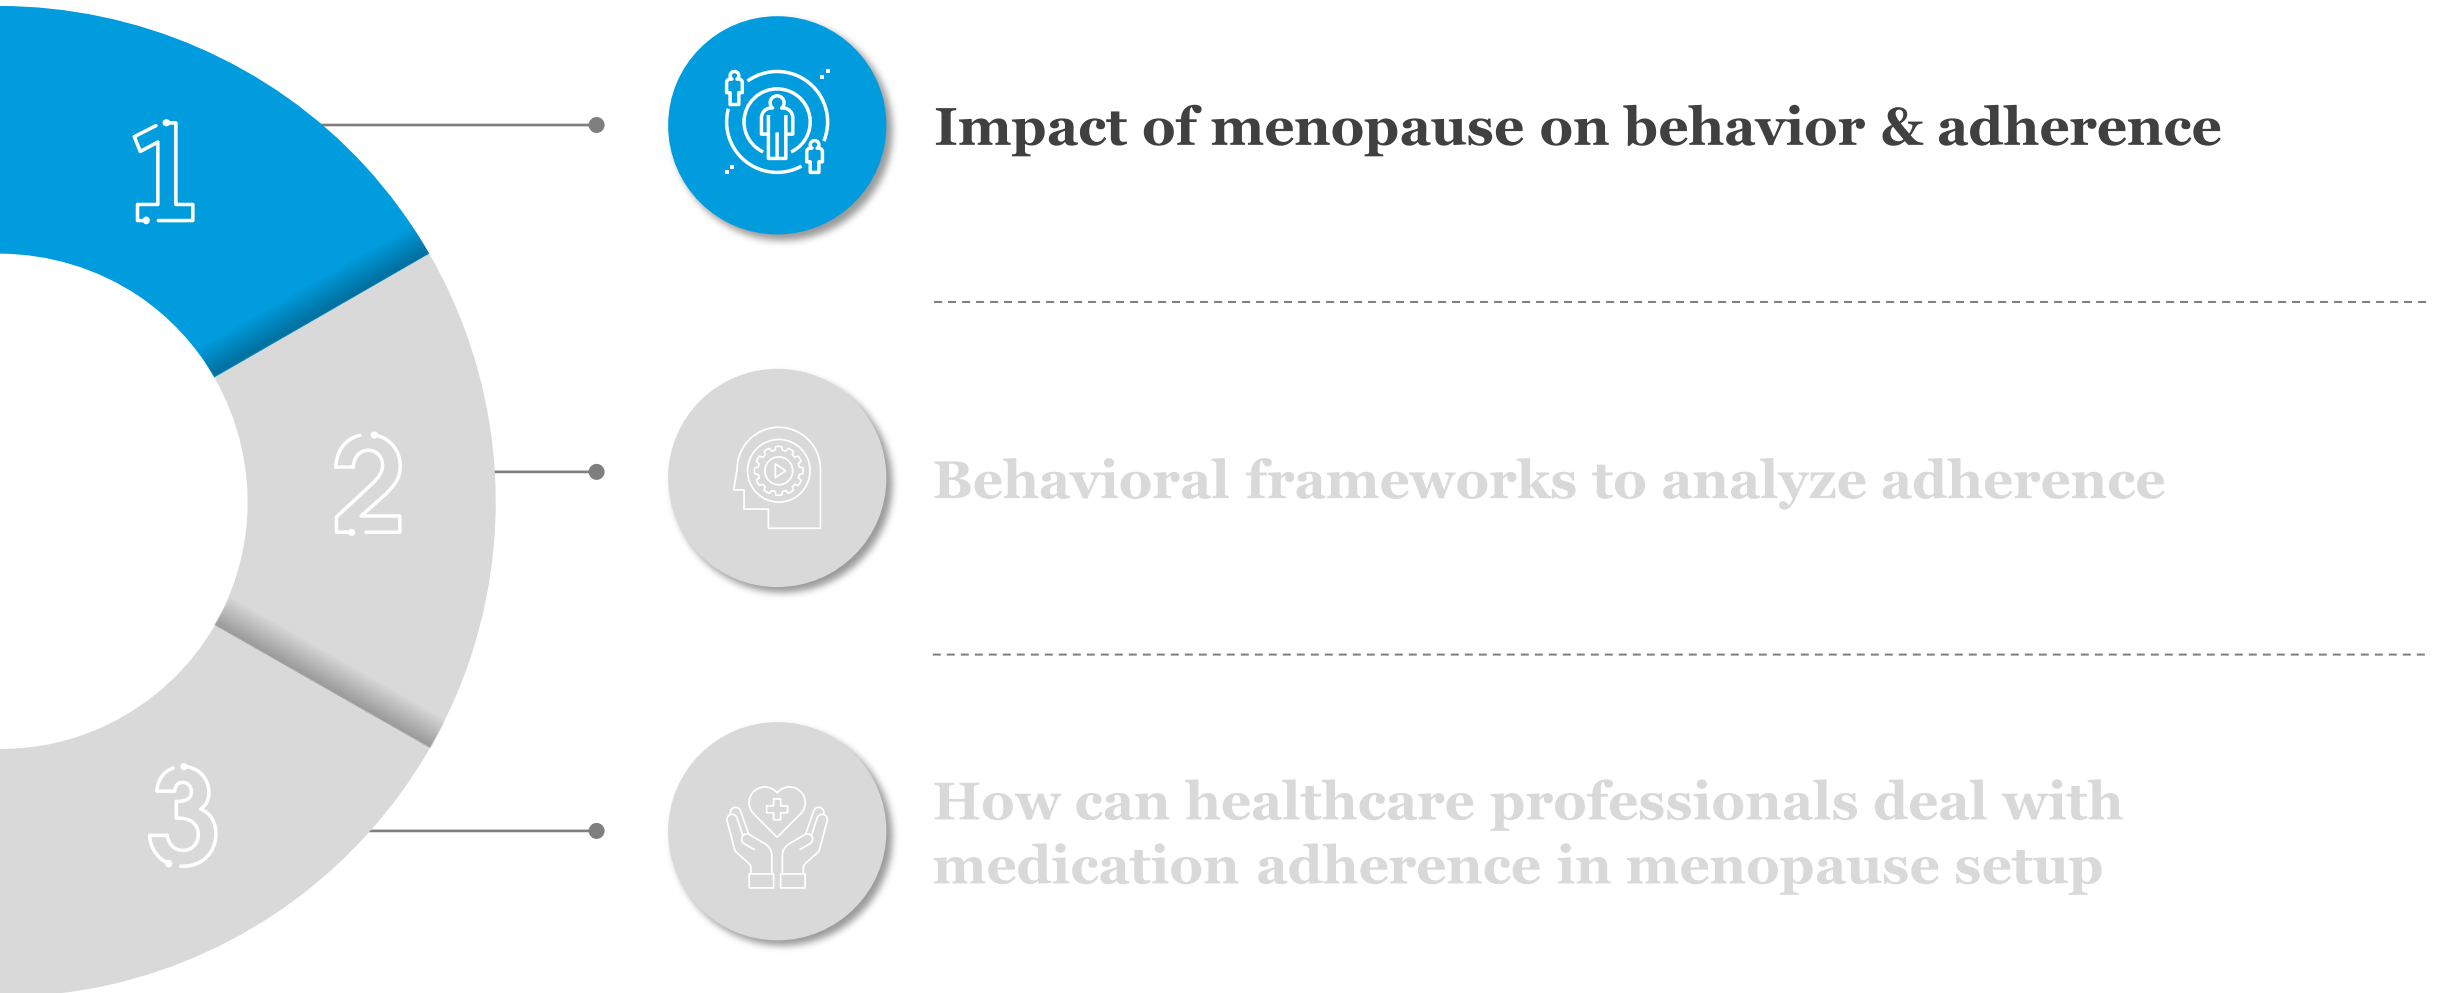 1
Impact of menopause on behavior & adherence
2
Behavioral frameworks to analyze adherence
3
How can healthcare professionals deal with
medication adherence in menopause setup